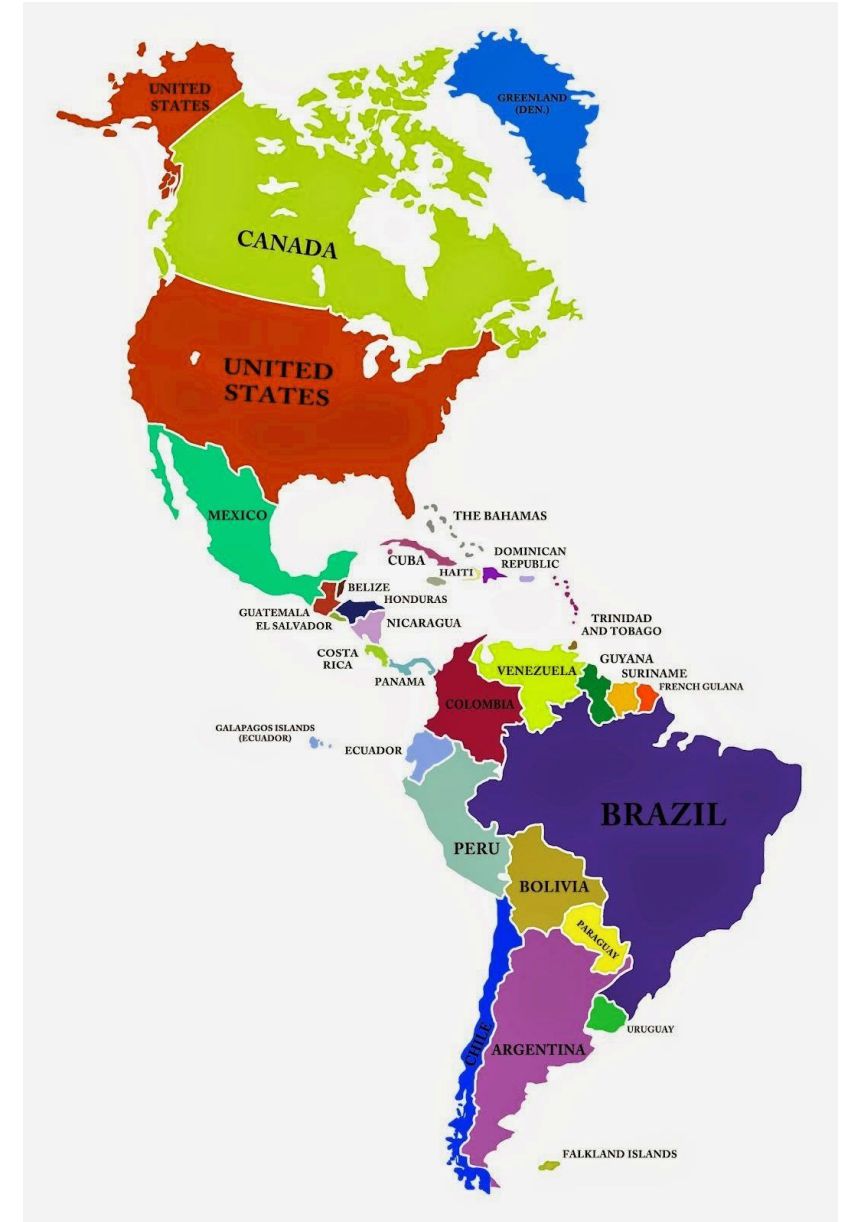 UNITED
STATES
GREENLAND
(DEN.)
CANADA
UNITED
STATES
MEXICO
THE BAHAMAS
CUBA
DOMINICAN
REPUBLIC
HAITI
BELIZE
HONDURAS
GUATEMALA
EL SALVADOR
NICARAGUA
TRINIDAD
AND TOBAGO
COSTA
RICA
PANAMA
VENEZUELA
GUYANA
SURINAME
FRENCH GULANA
COLOMBIA
GALAPAGOS ISLANDS
(ECUADOR)
ECUADOR
BRAZIL
PERU
BOLIVIA
PARAGUAY
URUGUAY
CHILE
ARGENTINA
FALKLAND ISLANDS